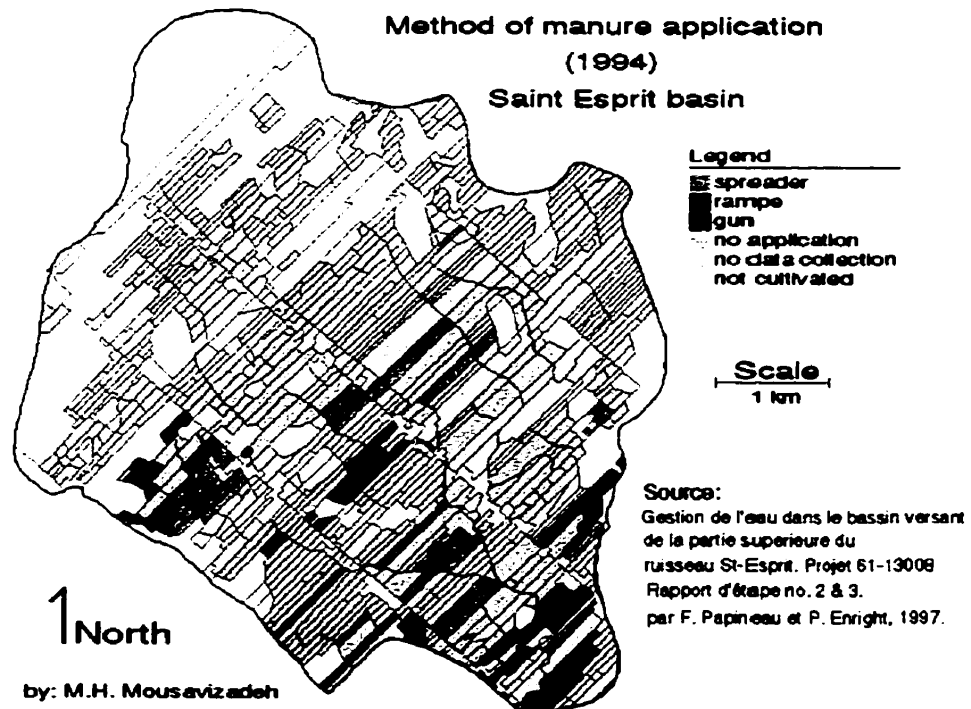 Method of manure application
(1994)
Saint Esprit basin
Legend
spreader
rampe
gun
no application
no data collection
not cultivated
Scale
1 km
Source:
Gestion de l'eau dans le bassin versant
de la partie superieure du
ruisseau St-Esprit. Projet 61-13008
Rapport d'étape no. 2 & 3.
par F. Papineau et P. Enright, 1997.
North
by: M.H. Mousavizadeh